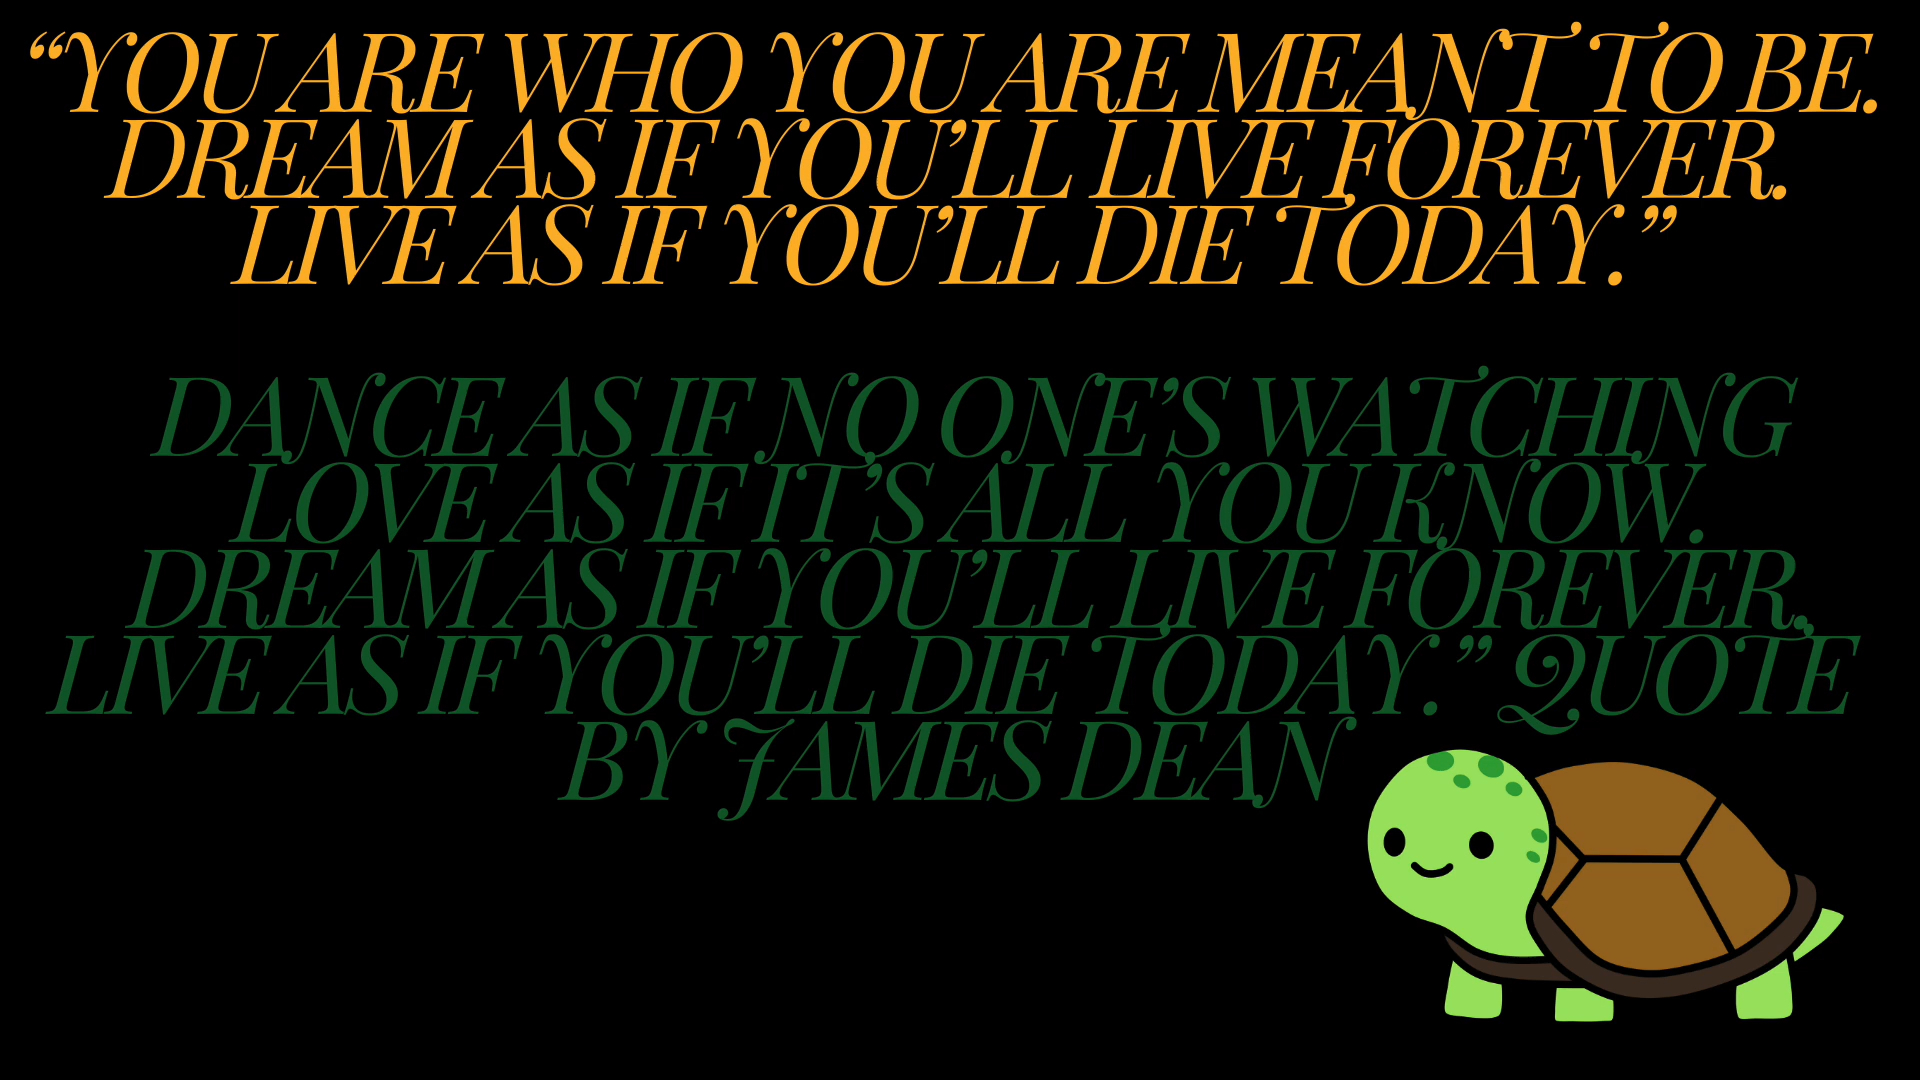 “YOU ARE WHO YOU ARE MEANT TO BE.
DREAM AS IF YOU’LL LIVE FOREVER.
LIVE AS IF YOU’LL DIE TODAY.”
DANCE AS IF NO ONE’S WATCHING
LOVE AS IF IT’S ALL YOU KNOW.
DREAM AS IF YOU’LL LIVE FOREVER,
LIVE AS IF YOU’LL DIE TODAY.” QUOTE
BY JAMES DEAN